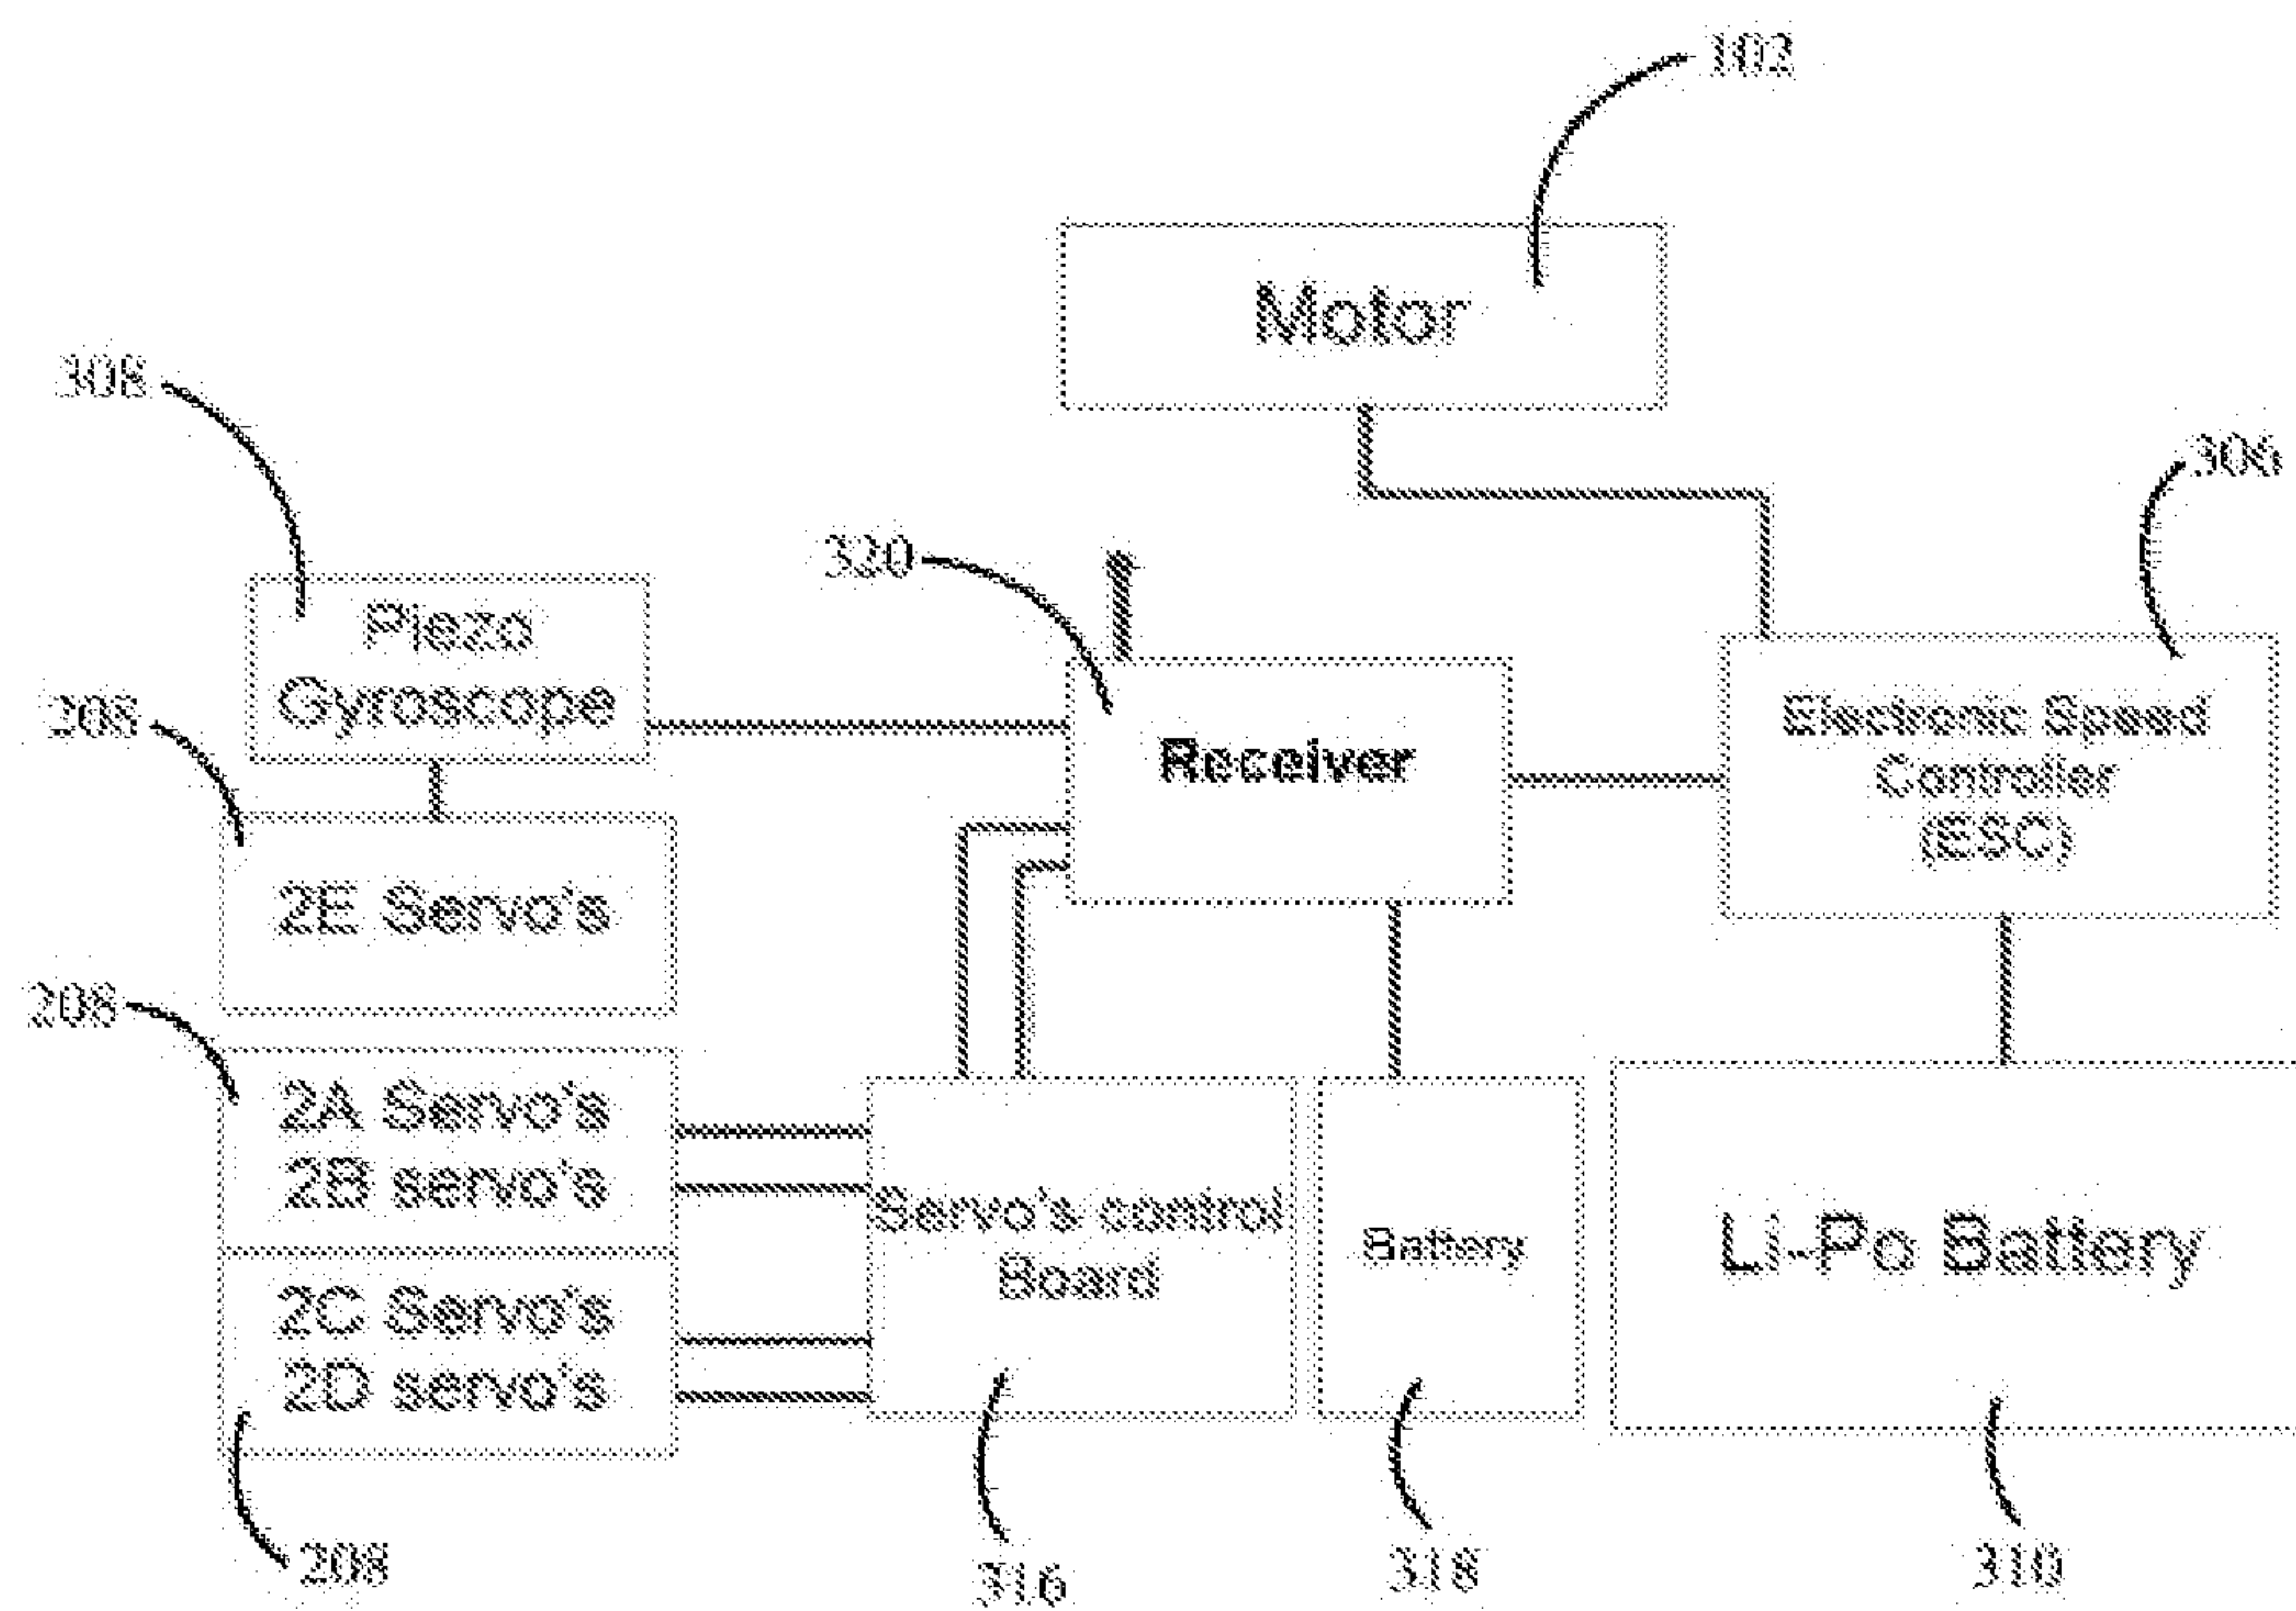 102
Motor
308
306
320
Piezo
Gyroscope
208
Receiver
Electronic Speed
Controller
(ESC)
2E Servo's
208
2A Servo's
2B servo's
Servo's control
Board
Battery
Li-Po Battery
2C Servo's
2D servo's
208
316
318
310